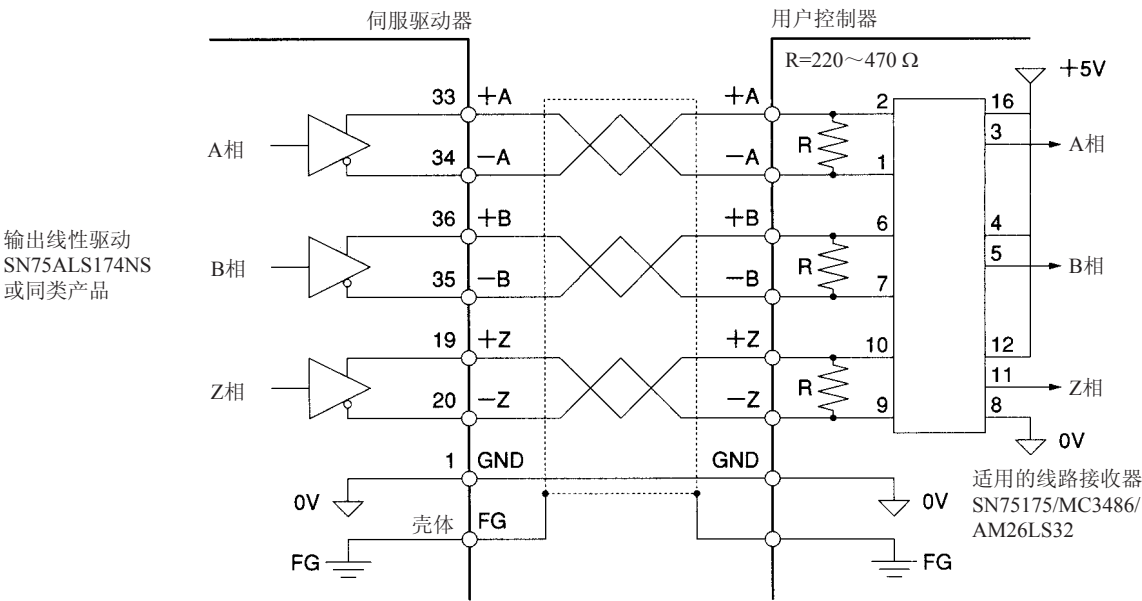 伺服驱动器
用户控制器
R=220～470 Ω
+5V
33 +A
+A
2
16
A相
R
3
A相
34 −A
−A
1
36 +B
+B
6
4
输出线性驱动
SN75ALS174NS
或同类产品
B相
R
5
B相
35 −B
−B
7
19 +Z
+Z
10
12
Z相
R
11
Z相
20 −Z
−Z
9
8
0V
1 GND
GND
0V
0V
适用的线路接收器
SN75175/MC3486/
AM26LS32
壳体 FG
FG
FG